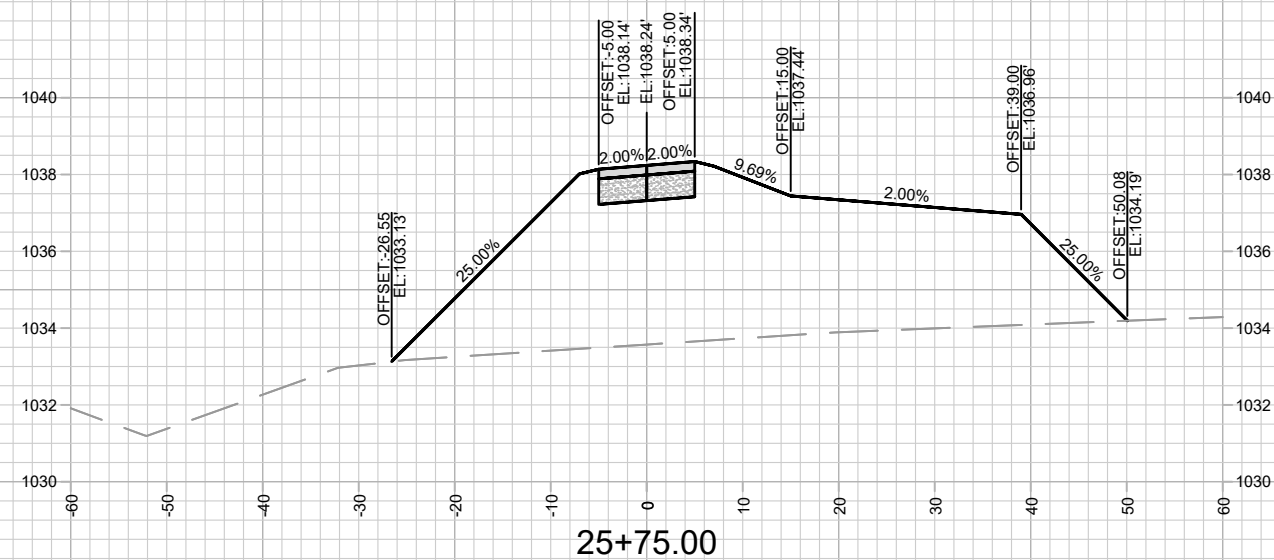 OFFSET:-5.00
EL:1038.14'
EL:1038.24'
OFFSET:5.00
EL:1038.34'
OFFSET:15.00
EL:1037.44'
OFFSET:39.00
EL:1036.96'
1040
1040
2.00%
2.00%
1038
9.69%
1038
2.00%
OFFSET:50.08
EL:1034.19'
OFFSET:-26.55
EL:1033.13'
1036
25.00%
25.00%
1036
1034
1034
1032
1032
1030
1030
-60
-50
-40
-30
-20
-10
0
10
20
30
40
50
60
25+75.00